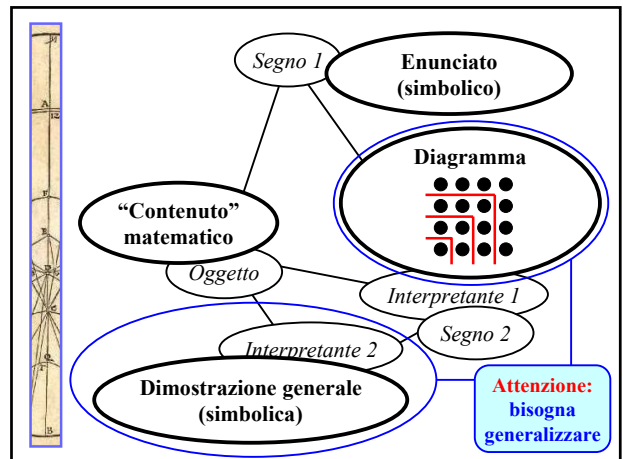 Segno 1
Enunciato
(simbolico)
Diagramma
“Contenuto”
matematico
Oggetto
Interpretante 1
Segno 2
Interpretante 2
Dimostrazione generale
(simbolica)
Attenzione:
bisogna
generalizzare
A
12
F
E
B